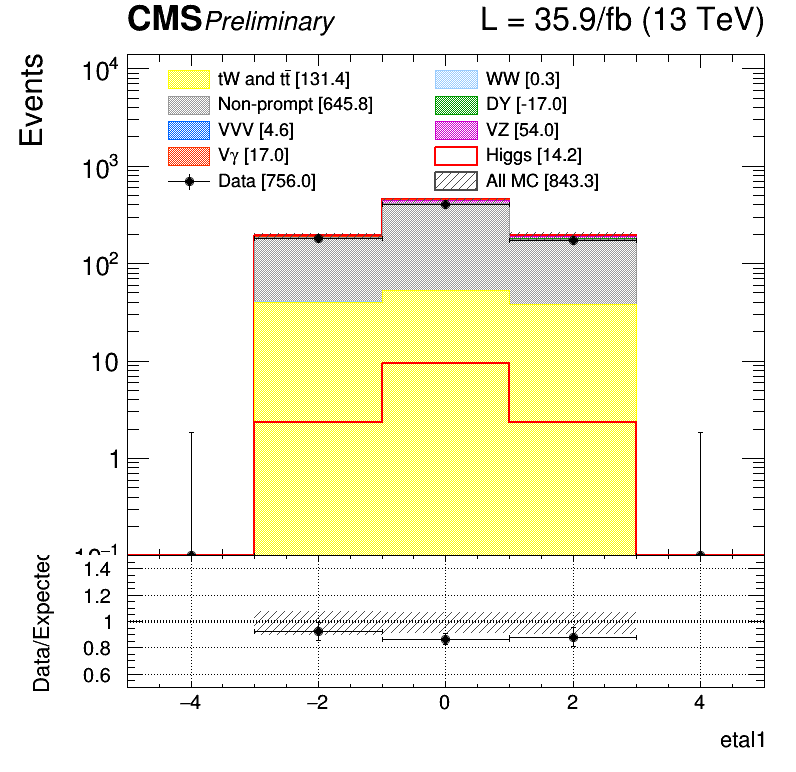 CMS Preliminary L = 35.9/fb (13 TeV)
Events
tW and tt̄ [131.4] WW [0.3]
Non-prompt [645.8] DY [-17.0]
VVV [4.6] VZ [54.0]
Vγ [17.0] Higgs [14.2]
Data [756.0] All MC [843.3]
10⁴
10³
10²
10
1
10⁻¹
Data/Expected
1.4
1.2
1
0.8
0.6
−4 −2 0 2 4
etal1